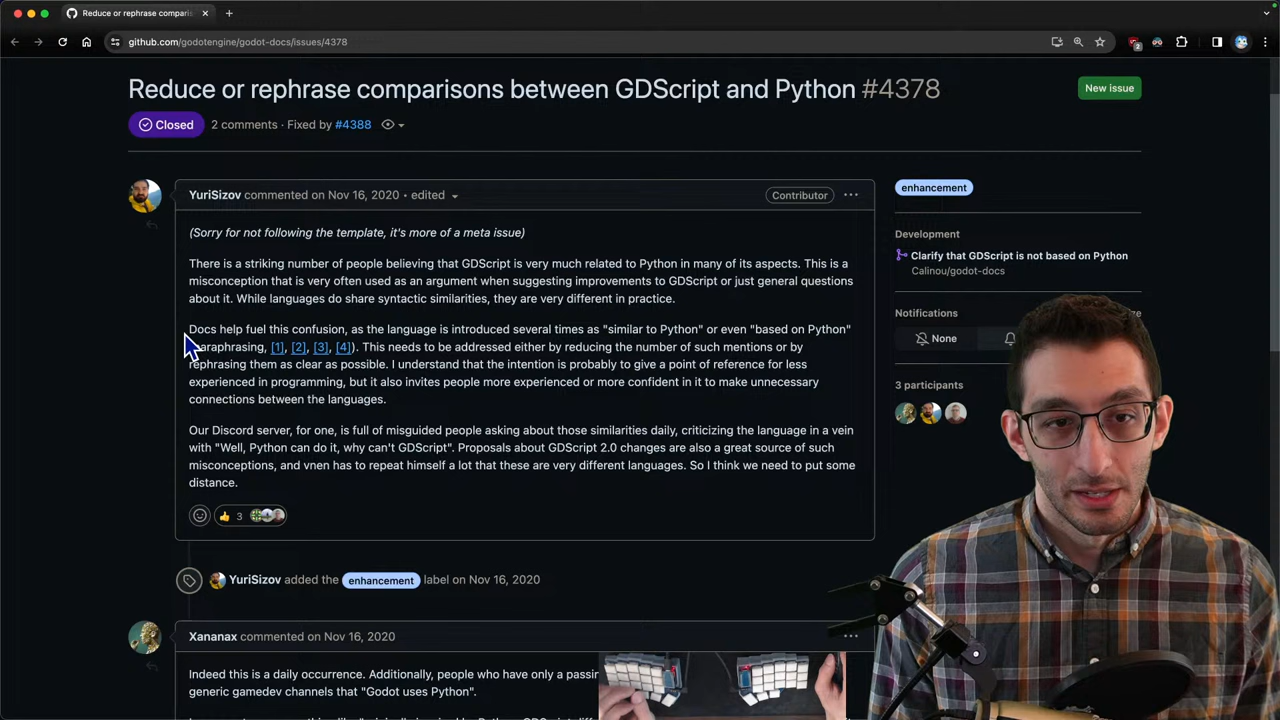 Reduce or rephrase comparis
github.com/godotengine/godot-docs/issues/4378
2
Reduce or rephrase comparisons between GDScript and Python #4378
New issue
Closed
2 comments · Fixed by #4388
YuriSizov commented on Nov 16, 2020 • edited
Contributor
enhancement
(Sorry for not following the template, it's more of a meta issue)
Development
Clarify that GDScript is not based on Python
Calinou/godot-docs
There is a striking number of people believing that GDScript is very much related to Python in many of its aspects. This is a
misconception that is very often used as an argument when suggesting improvements to GDScript or just general questions
about it. While languages do share syntactic similarities, they are very different in practice.
Notifications
None
Docs help fuel this confusion, as the language is introduced several times as "similar to Python" or even "based on Python"
paraphrasing, [1], [2], [3], [4]). This needs to be addressed either by reducing the number of such mentions or by
rephrasing them as clear as possible. I understand that the intention is probably to give a point of reference for less
experienced in programming, but it also invites people more experienced or more confident in it to make unnecessary
connections between the languages.
3 participants
Our Discord server, for one, is full of misguided people asking about those similarities daily, criticizing the language in a vein
with "Well, Python can do it, why can't GDScript". Proposals about GDScript 2.0 changes are also a great source of such
misconceptions, and vnen has to repeat himself a lot that these are very different languages. So I think we need to put some
distance.
3
YuriSizov added the enhancement label on Nov 16, 2020
Xananax commented on Nov 16, 2020
Indeed this is a daily occurrence. Additionally, people who have only a passin
generic gamedev channels that "Godot uses Python".